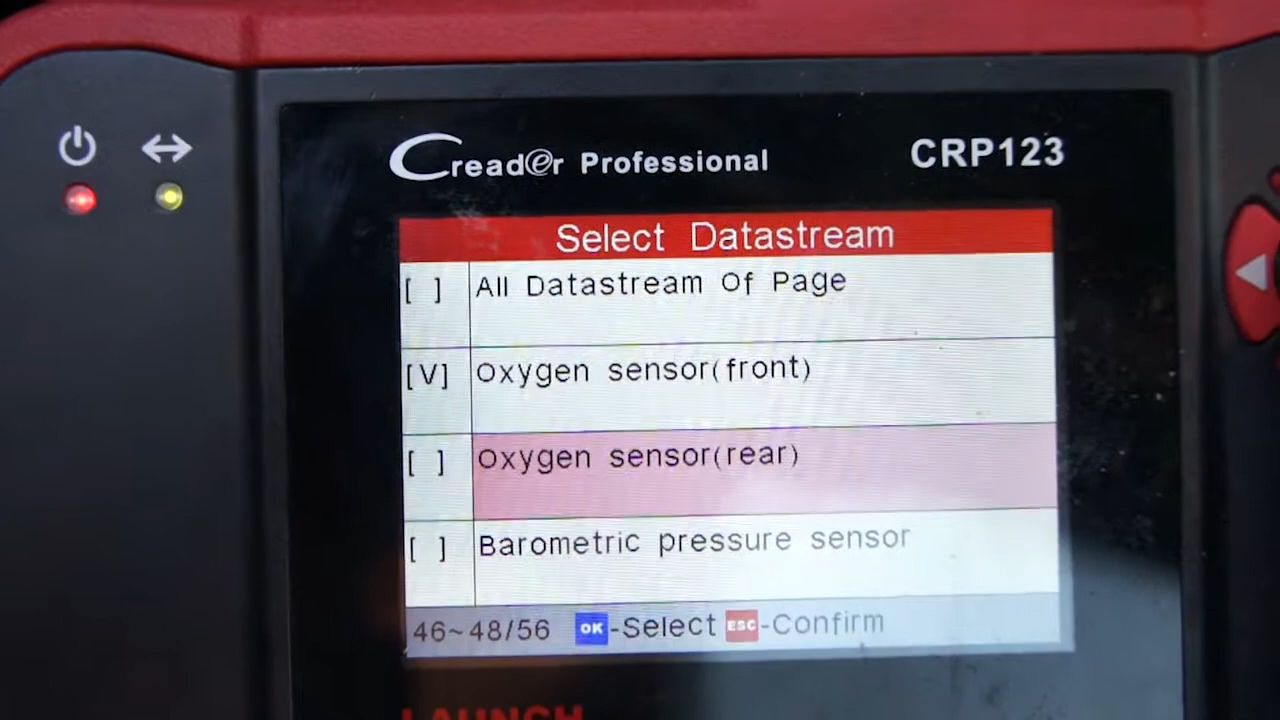 Creader Professional
CRP123
Select Datastream
[ ] All Datastream Of Page
[V] Oxygen sensor(front)
[ ] Oxygen sensor(rear)
[ ] Barometric pressure sensor
46~48/56 OK-Select ESC-Confirm
LAUNCH